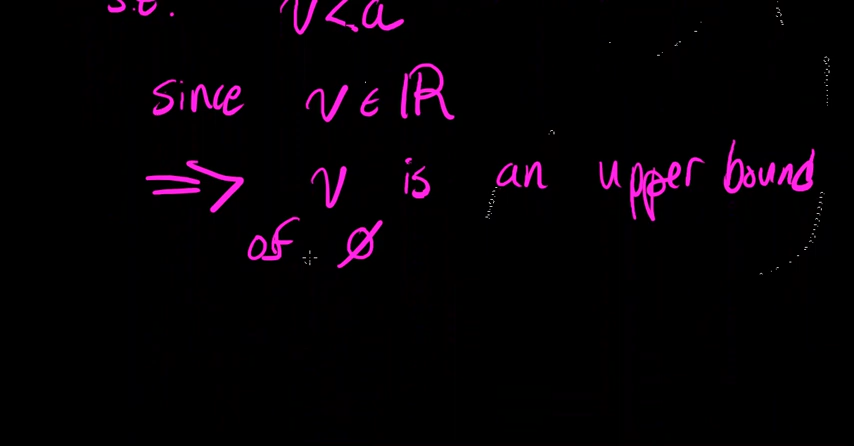 s.t. v<a
since v ∈ ℝ
⟹ v is an upper bound
of ∅